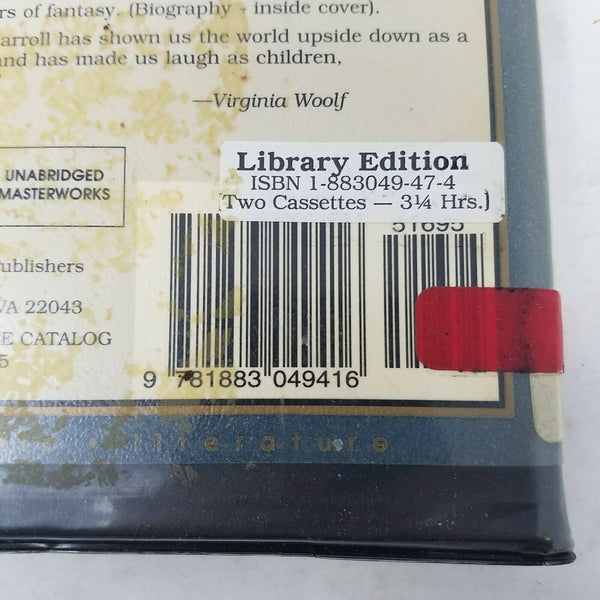 rs of fantasy. (Biography - inside cover).
arroll has shown us the world upside down as a
and has made us laugh as children,
—Virginia Woolf
UNABRIDGED
MASTERWORKS
Library Edition
ISBN 1-883049-47-4
(Two Cassettes — 3¼ Hrs.)
51695
ublishers
VA 22043
E CATALOG
5
9 781883 049416
literature